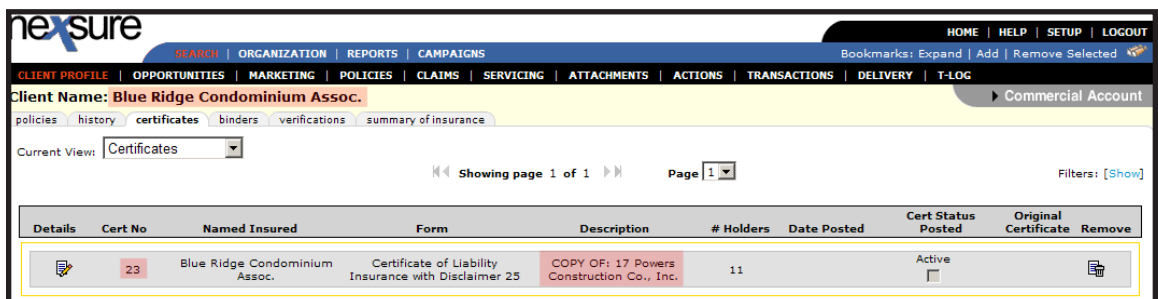 nexsure
HOME | HELP | SETUP | LOGOUT
SEARCH | ORGANIZATION | REPORTS | CAMPAIGNS
Bookmarks: Expand | Add | Remove Selected
CLIENT PROFILE | OPPORTUNITIES | MARKETING | POLICIES | CLAIMS | SERVICING | ATTACHMENTS | ACTIONS | TRANSACTIONS | DELIVERY | T-LOG
Client Name: Blue Ridge Condominium Assoc.
Commercial Account
policies history certificates binders verifications summary of insurance
Current View: Certificates
Showing page 1 of 1 Page 1
Filters: [Show]
Details Cert No Named Insured Form Description # Holders Date Posted Cert Status Posted Original Certificate Remove
23
Blue Ridge Condominium
Assoc.
Certificate of Liability
Insurance with Disclaimer 25
COPY OF: 17 Powers
Construction Co., Inc.
11
Active